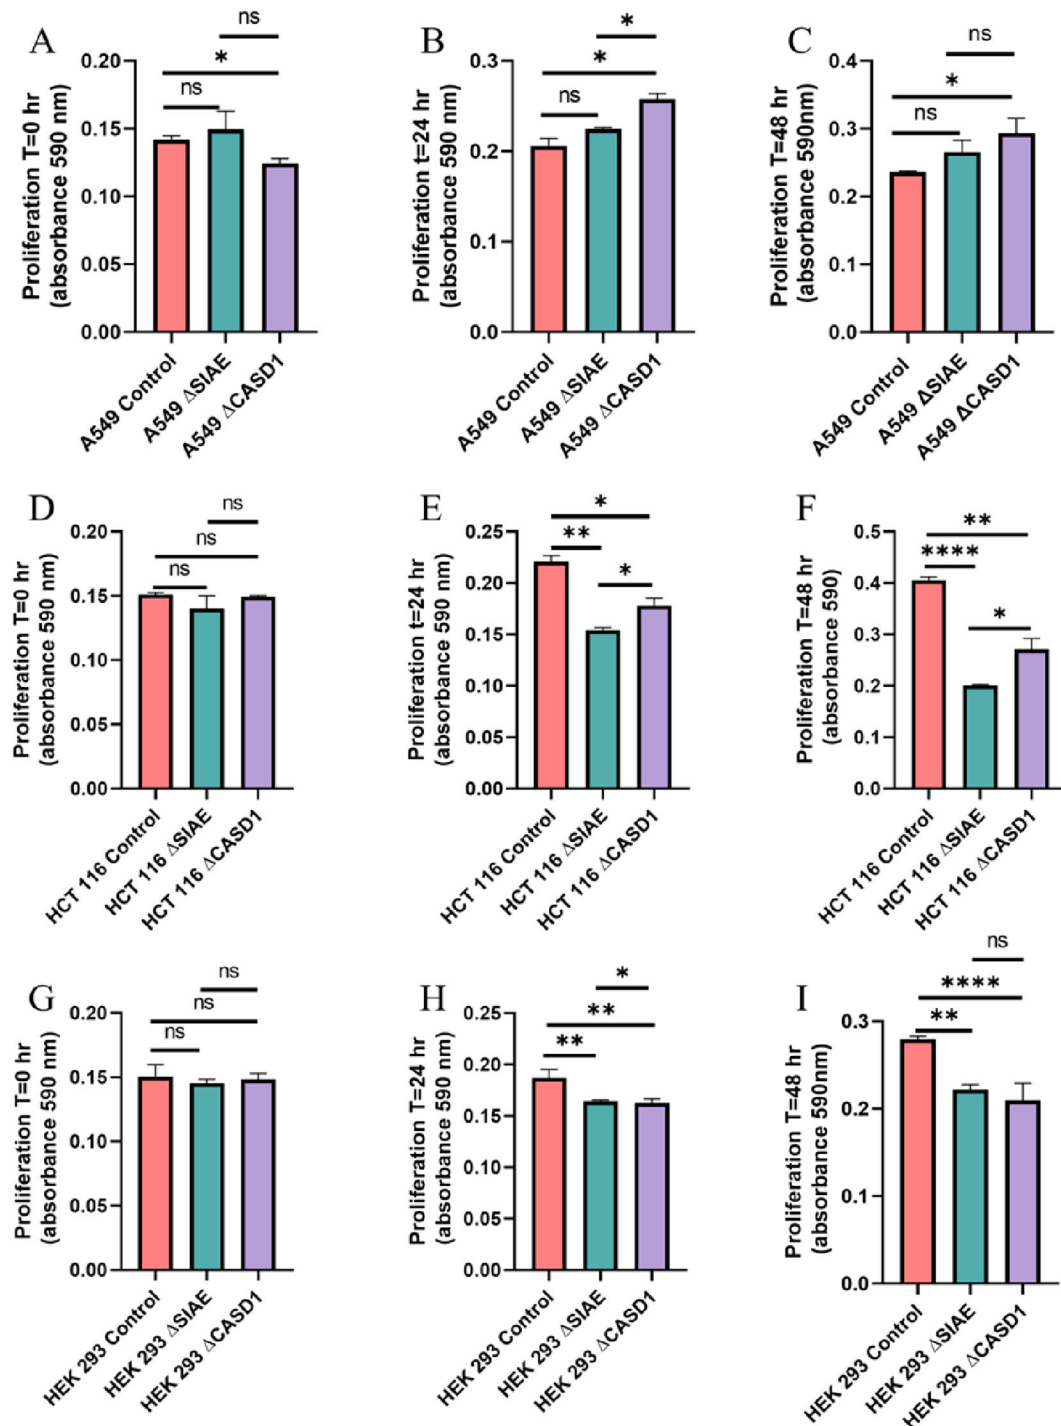 A
ns
*
ns
Proliferation T=0 hr
(absorbance 590 nm)
0.20
0.15
0.10
0.05
0.00
A549 Control
A549 ΔSIAE
A549 ΔCASD1
B
*
*
ns
Proliferation t=24 hr
(absorbance 590 nm)
0.3
0.2
0.1
0.0
A549 Control
A549 ΔSIAE
A549 ΔCASD1
C
ns
*
ns
Proliferation T=48 hr
(absorbance 590nm)
0.4
0.3
0.2
0.1
0.0
A549 Control
A549 ΔSIAE
A549 ΔCASD1
D
ns
ns
ns
Proliferation T=0 hr
(absorbance 590 nm)
0.20
0.15
0.10
0.05
0.00
HCT 116 Control
HCT 116 ΔSIAE
HCT 116 ΔCASD1
E
*
**
*
Proliferation t=24 hr
(absorbance 590 nm)
0.25
0.20
0.15
0.10
0.05
0.00
HCT 116 Control
HCT 116 ΔSIAE
HCT 116 ΔCASD1
F
**
****
*
Proliferation T=48 hr
(absorbance 590)
0.5
0.4
0.3
0.2
0.1
0.0
HCT 116 Control
HCT 116 ΔSIAE
HCT 116 ΔCASD1
G
ns
ns
ns
Proliferation T=0 hr
(absorbance 590 nm)
0.20
0.15
0.10
0.05
0.00
HEK 293 Control
HEK 293 ΔSIAE
HEK 293 ΔCASD1
H
*
**
**
Proliferation T=24 hr
(absorbance 590 nm)
0.25
0.20
0.15
0.10
0.05
0.00
HEK 293 Control
HEK 293 ΔSIAE
HEK 293 ΔCASD1
I
ns
****
**
Proliferation T=48 hr
(absorbance 590nm)
0.3
0.2
0.1
0.0
HEK 293 Control
HEK 293 ΔSIAE
HEK 293 ΔCASD1